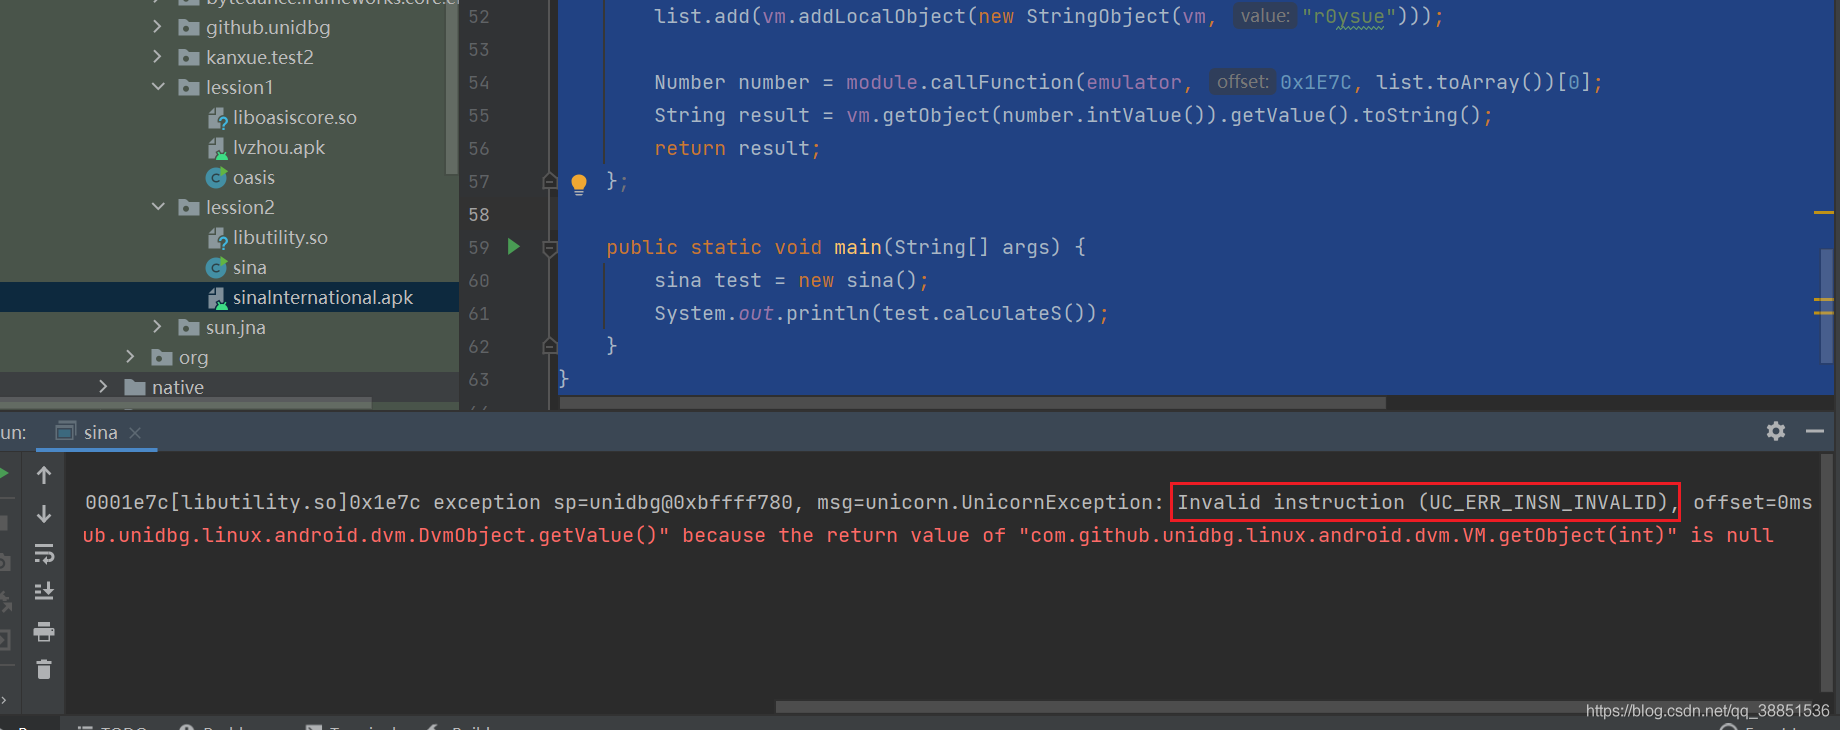 github.unidbg
kanxue.test2
lession1
liboasiscore.so
lvzhou.apk
oasis
lession2
libutility.so
sina
sinaInternational.apk
sun.jna
org
native
52 list.add(vm.addLocalObject(new StringObject(vm, value: "r0ysue")));
53
54 Number number = module.callFunction(emulator, offset: 0x1E7C, list.toArray())[0];
55 String result = vm.getObject(number.intValue()).getValue().toString();
56 return result;
57 };
58
59 public static void main(String[] args) {
60 sina test = new sina();
61 System.out.println(test.calculateS());
62 }
63 }
un: sina
0001e7c[libutility.so]0x1e7c exception sp=unidbg@0xbffff780, msg=unicorn.UnicornException: Invalid instruction (UC_ERR_INSN_INVALID), offset=0ms
ub.unidbg.linux.android.dvm.DvmObject.getValue()" because the return value of "com.github.unidbg.linux.android.dvm.VM.getObject(int)" is null
https://blog.csdn.net/qq_38851536